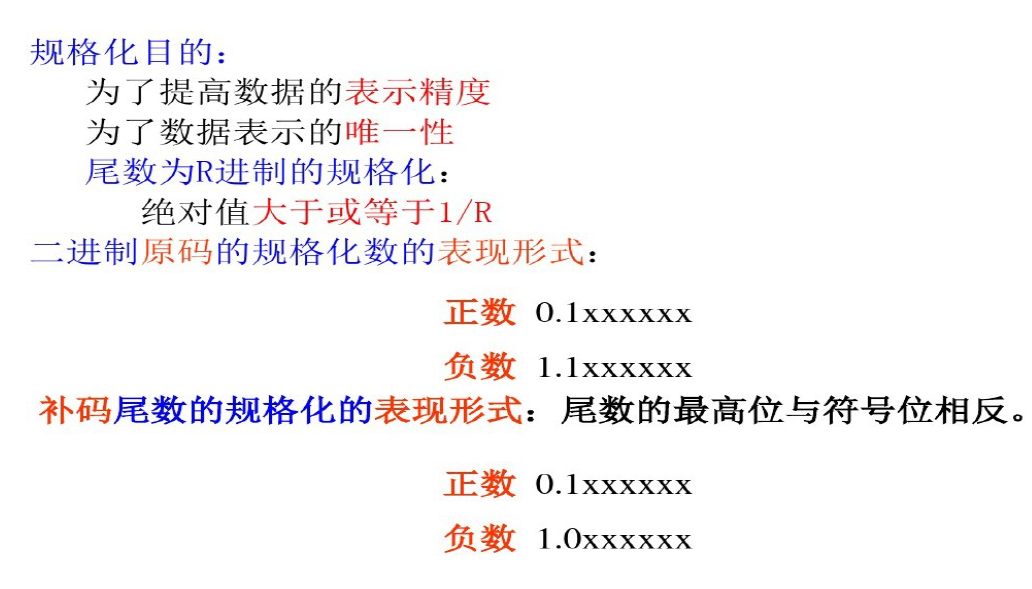 规格化目的：
为了提高数据的表示精度
为了数据表示的唯一性
尾数为R进制的规格化：
绝对值大于或等于1/R
二进制原码的规格化数的表现形式：
正数 0.1xxxxxx
负数 1.1xxxxxx
补码尾数的规格化的表现形式：尾数的最高位与符号位相反。
正数 0.1xxxxxx
负数 1.0xxxxxx